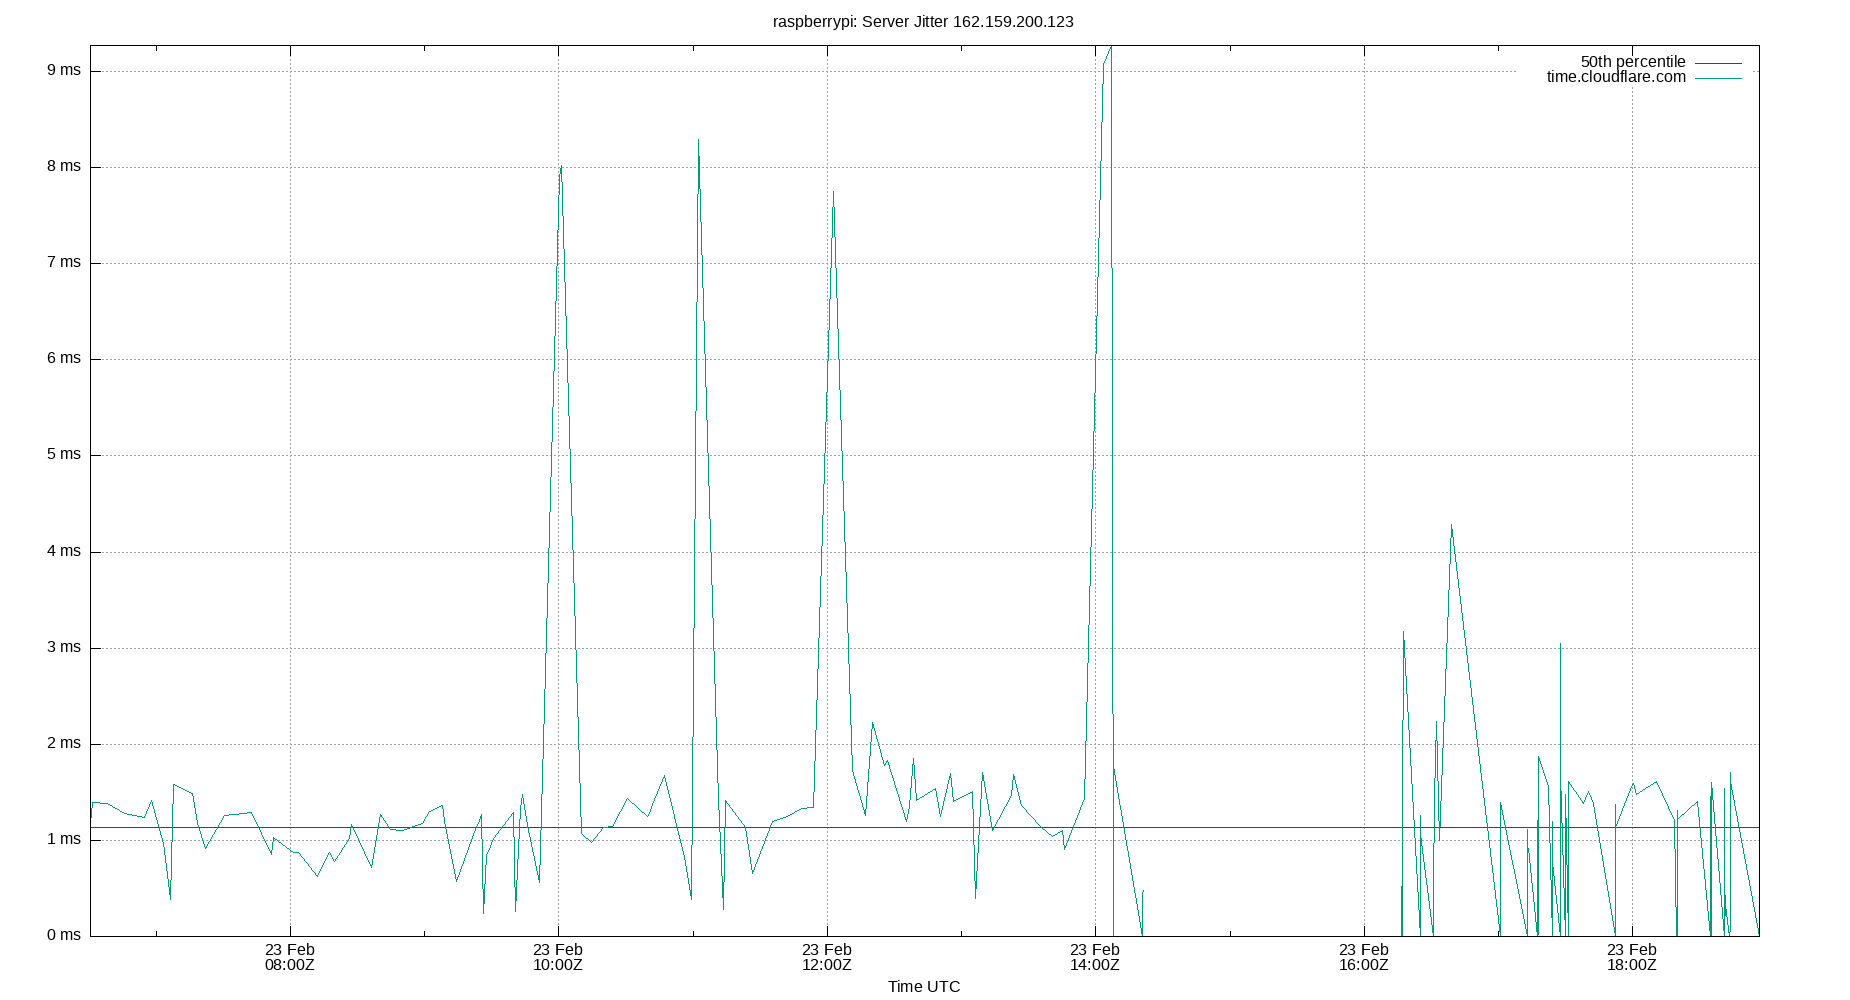 raspberrypi: Server Jitter 162.159.200.123
50th percentile
time.cloudflare.com
9 ms
8 ms
7 ms
6 ms
5 ms
4 ms
3 ms
2 ms
1 ms
0 ms
23 Feb 23 Feb 23 Feb 23 Feb 23 Feb 23 Feb
08:00Z 10:00Z 12:00Z 14:00Z 16:00Z 18:00Z
Time UTC